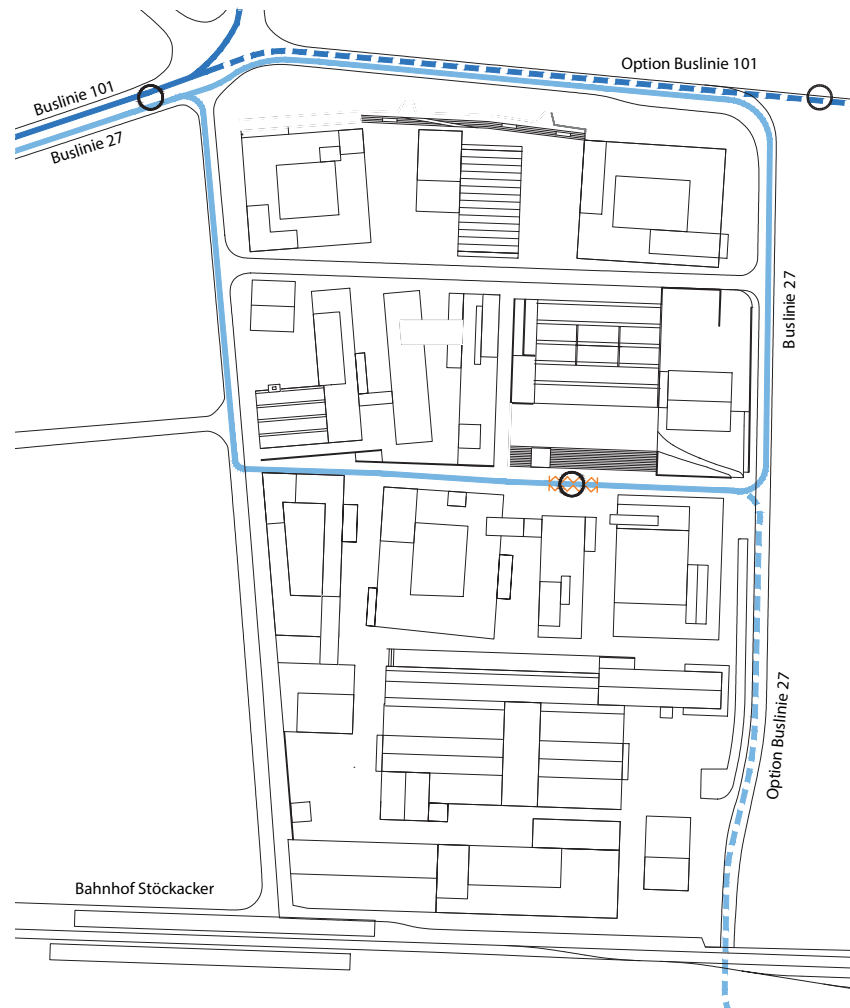 Option Buslinie 101
Buslinie 101
Buslinie 27
Buslinie 27
Option Buslinie 27
Bahnhof Stöckacker